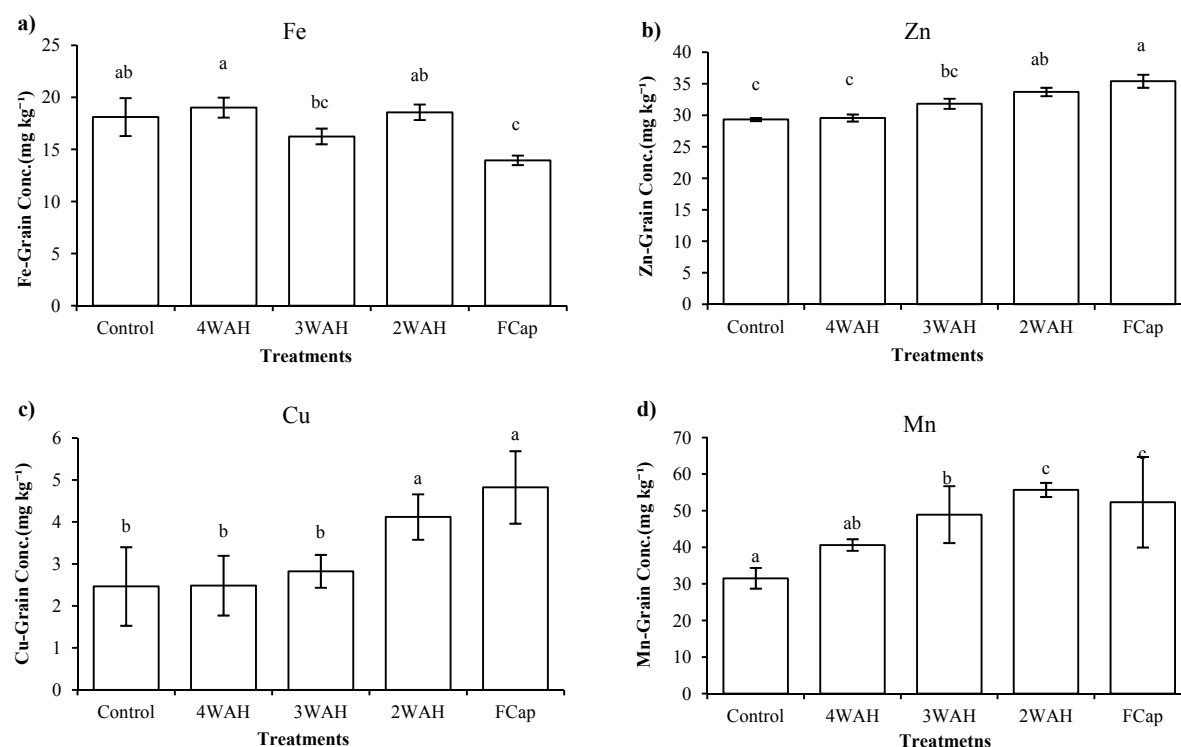 a)
Fe
Fe-Grain Conc.(mg kg⁻¹)
25
20
15
10
5
0
ab
a
bc
ab
c
Control 4WAH 3WAH 2WAH FCap
Treatments
b)
Zn
Zn-Grain Conc.(mg kg⁻¹)
40
35
30
25
20
15
10
5
0
c
c
bc
ab
a
Control 4WAH 3WAH 2WAH FCap
Treatments
c)
Cu
Cu-Grain Conc.(mg kg⁻¹)
6
5
4
3
2
1
0
b
b
b
a
a
Control 4WAH 3WAH 2WAH FCap
Treatments
d)
Mn
Mn-Grain Conc.(mg kg⁻¹)
70
60
50
40
30
20
10
0
a
ab
b
c
c
Control 4WAH 3WAH 2WAH FCap
Treatmetns